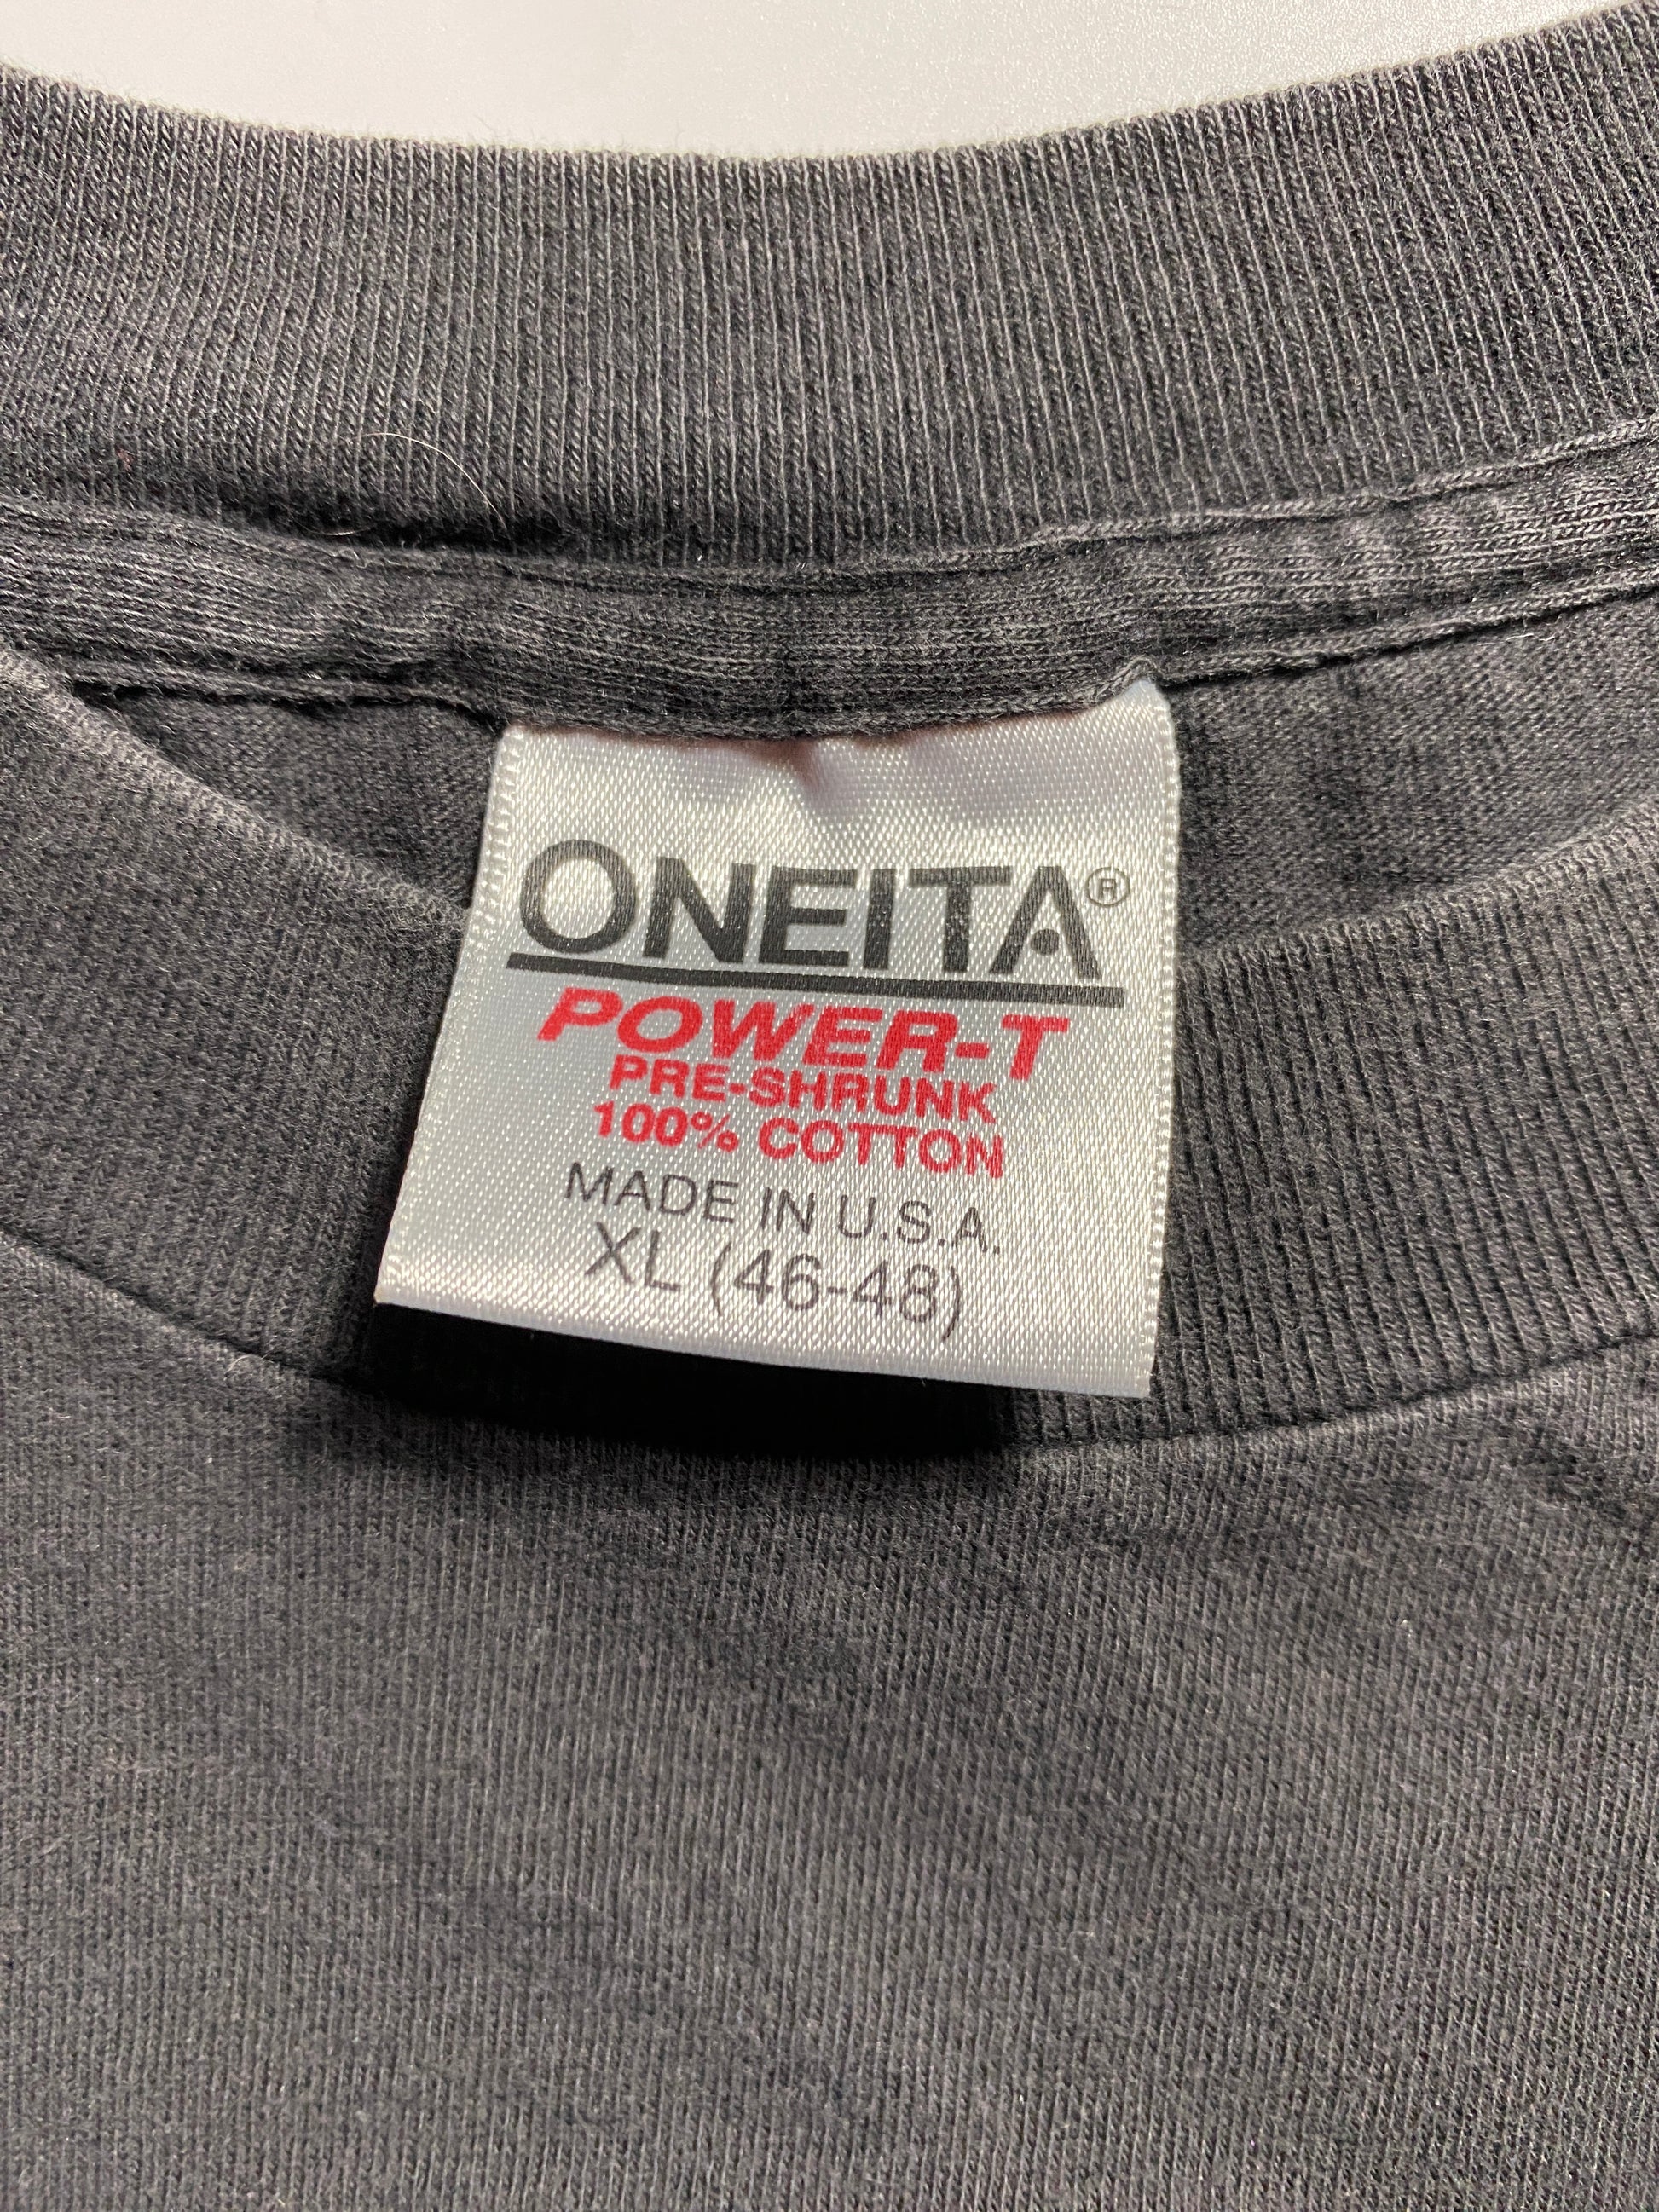 ONEITA®
POWER-T
PRE-SHRUNK
100% COTTON
MADE IN U.S.A.
XL (46-48)